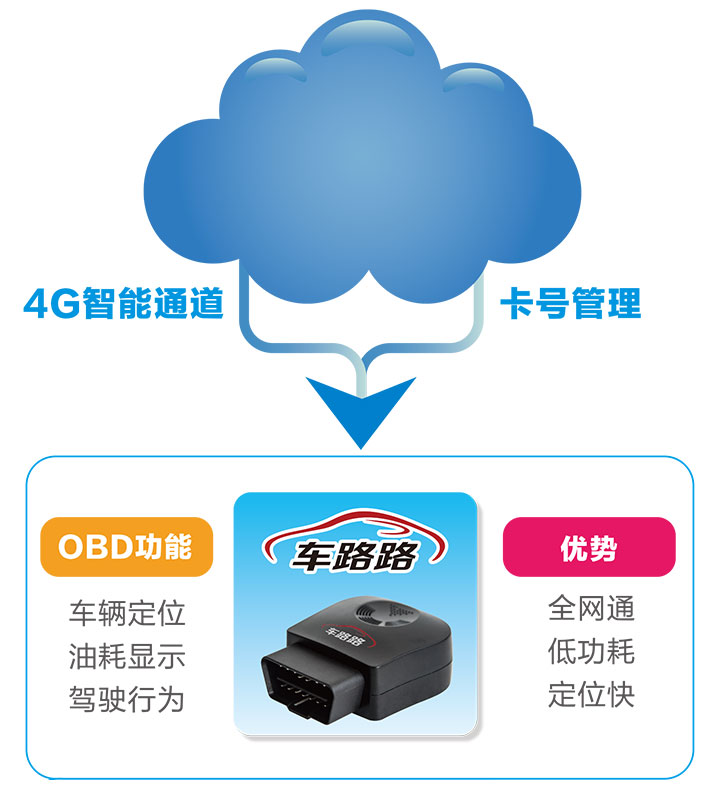 4G智能通道
卡号管理
OBD功能
车辆定位
油耗显示
驾驶行为
车路路
车路路
优势
全网通
低功耗
定位快